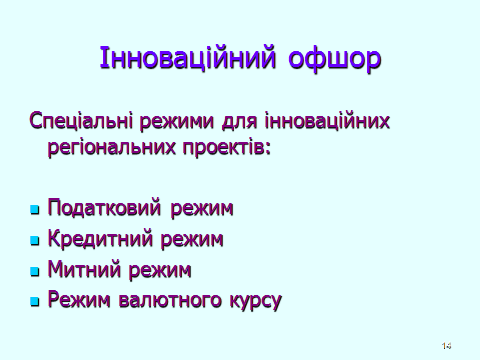 Інноваційний офшор
Спеціальні режими для інноваційних
регіональних проектів:
Податковий режим
Кредитний режим
Митний режим
Режим валютного курсу
14